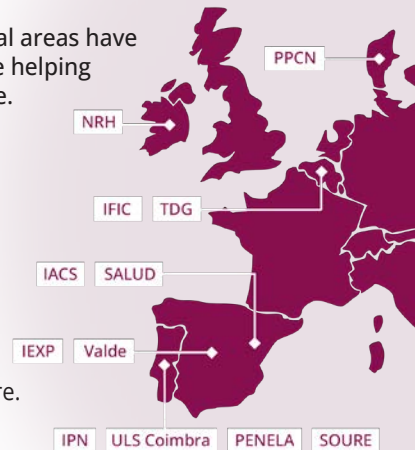 al areas have
e helping
e.
PPCN
NRH
IFIC TDG
IACS SALUD
IEXP Valde
re.
IPN ULS Coimbra PENELA SOURE